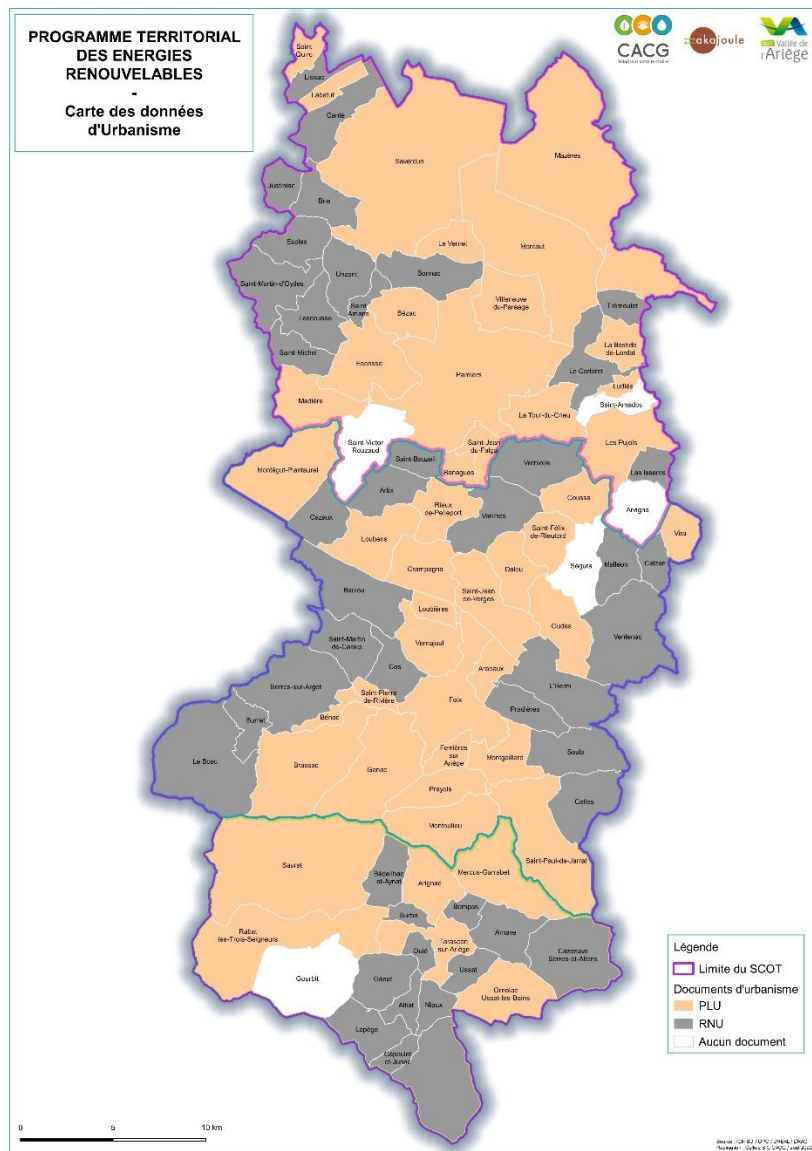 PROGRAMME TERRITORIAL
DES ENERGIES
RENOUVELABLES
-
Carte des données
d'Urbanisme
CACG
akajoule
Vallée de
l'Ariège
Saint
Quirc
Lissac
Labatut
Canté
Saverdun
Mazères
Justiniac
Brie
Esplas
Le Vernet
Montaut
Unzent
Bonnac
Saint-Martin-d'Oydes
Saint
Amans
Bézac
Villeneuve
du-Paréage
Trémoulet
Lescousse
La Bastide
de-Lordat
Saint-Michel
Escosse
Pamiers
Le Carlaret
Ludiès
Madière
Saint-Amadou
La Tour-du-Crieu
Saint-Victor
Rouzaud
Saint-Jean
du-Falga
Les Pujols
Montégut-Plantaurel
Saint-Bauzeil
Benagues
Verniolle
Les Issards
Artix
Rieux
de-Pelleport
Coussa
Arvigna
Cazaux
Varilhes
Saint-Félix
de-Rieutord
Vira
Loubens
Ségura
Malléon
Calzan
Crampagna
Dalou
Saint-Jean
de-Verges
Baulou
Loubières
Gudas
Ventenac
Saint-Martin
de-Caralp
Vernajoul
Cos
Arabaux
Serres-sur-Arget
L'Herm
Saint-Pierre
de-Rivière
Foix
Pradières
Bénac
Burret
Le Bosc
Brassac
Ganac
Ferrières
sur
Ariège
Montgaillard
Soula
Prayols
Celles
Montoulieu
Saurat
Saint-Paul-de-Jarrat
Bédeilhac
et-Aynat
Arignac
Mercus-Garrabet
Surba
Bompas
Rabat
les-Trois-Seigneurs
Arnave
Tarascon
sur-Ariège
Quié
Cazenave
Serres-et-Allens
Ussat
Gourbit
Génat
Ornolac
Ussat-les-Bains
Alliat
Niaux
Lapège
Capoulet
et-Junac
Légende
Limite du SCOT
Documents d'urbanisme
PLU
RNU
Aucun document
0 5 10 km